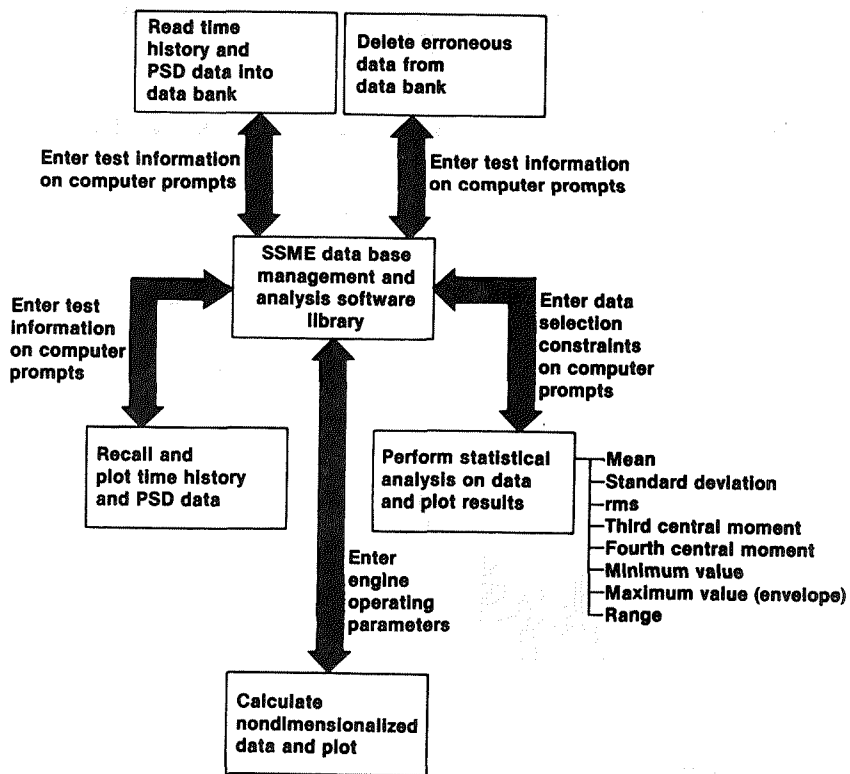 Read time
history and
PSD data into
data bank
Delete erroneous
data from
data bank
Enter test information
on computer prompts
Enter test information
on computer prompts
SSME data base
management and
analysis software
library
Enter test
information
on computer
prompts
Enter data
selection
constraints
on computer
prompts
Recall and
plot time history
and PSD data
Perform statistical
analysis on data
and plot results
Mean
Standard deviation
rms
Third central moment
Fourth central moment
Minimum value
Maximum value (envelope)
Range
Enter
engine
operating
parameters
Calculate
nondimensionalized
data and plot